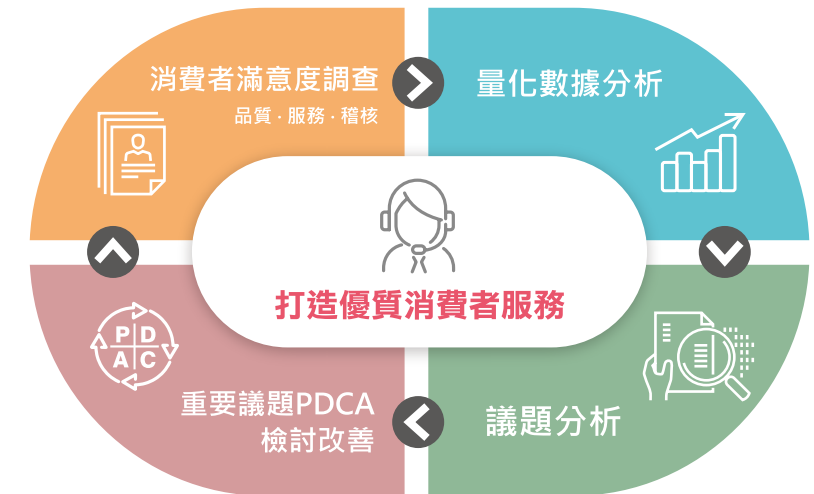 消費者滿意度調查
品質 · 服務 · 稽核
量化數據分析
打造優質消費者服務
PD
AC
重要議題PDCA
檢討改善
議題分析